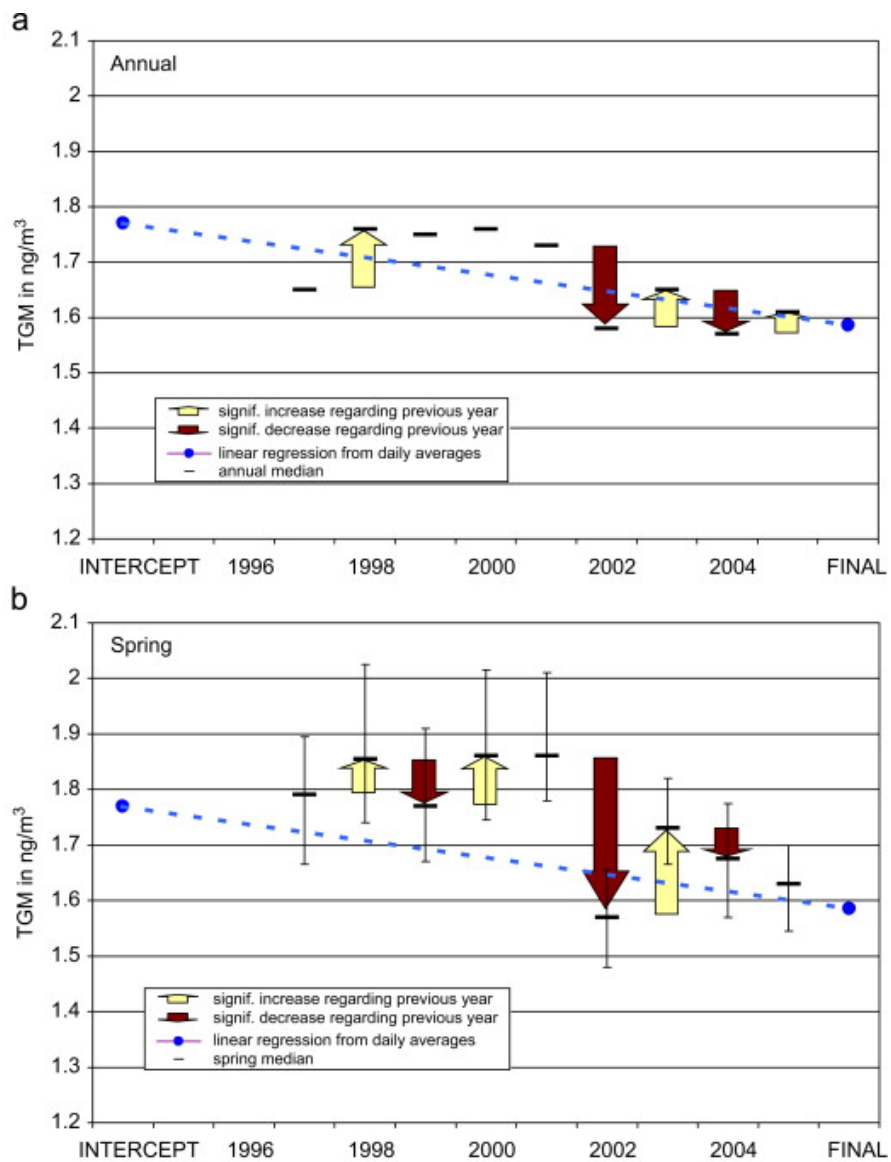 a
2.1
Annual
2
1.9
1.8
1.7
1.6
1.5
1.4
1.3
1.2
TGM in ng/m³
signif. increase regarding previous year
signif. decrease regarding previous year
linear regression from daily averages
annual median
INTERCEPT 1996 1998 2000 2002 2004 FINAL
b
2.1
Spring
2
1.9
1.8
1.7
1.6
1.5
1.4
1.3
1.2
TGM in ng/m³
signif. increase regarding previous year
signif. decrease regarding previous year
linear regression from daily averages
spring median
INTERCEPT 1996 1998 2000 2002 2004 FINAL